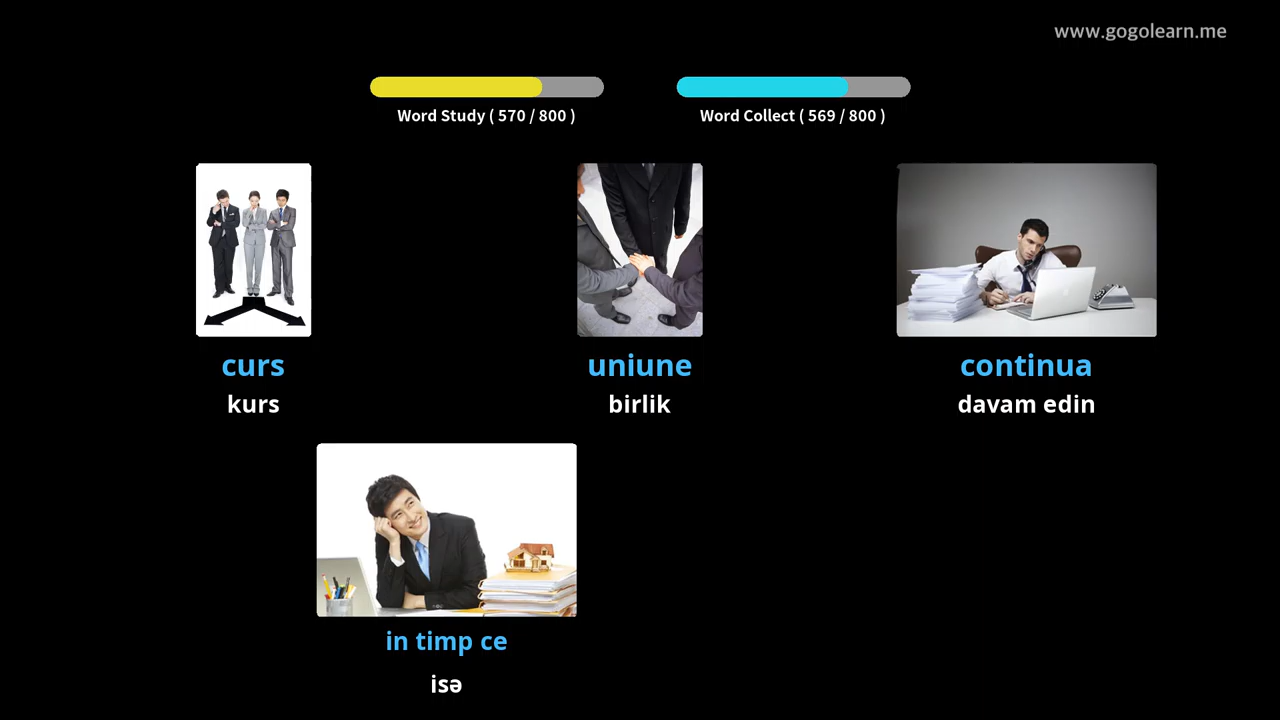 www.gogolearn.me
Word Study ( 570 / 800 )
Word Collect ( 569 / 800 )
curs
kurs
uniune
birlik
continua
davam edin
in timp ce
isə